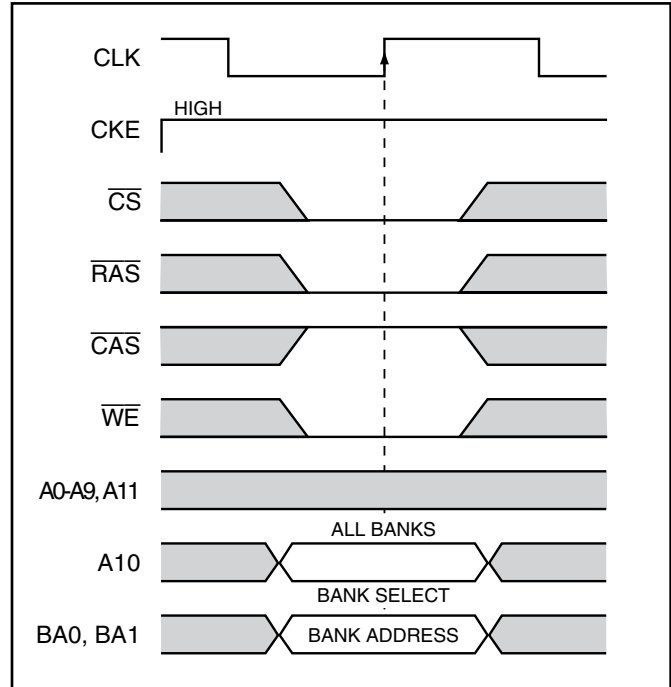 CLK
HIGH
CKE
CS
RAS
CAS
WE
A0-A9, A11
ALL BANKS
A10
BANK SELECT
BA0, BA1
BANK ADDRESS